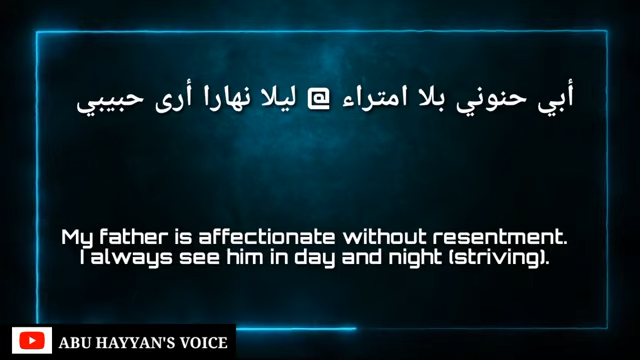 أبي حنوني بلا امتراء @ ليلا نهارا أرى حبيبي
My father is affectionate without resentment.
I always see him in day and night (striving).
ABU HAYYAN'S VOICE